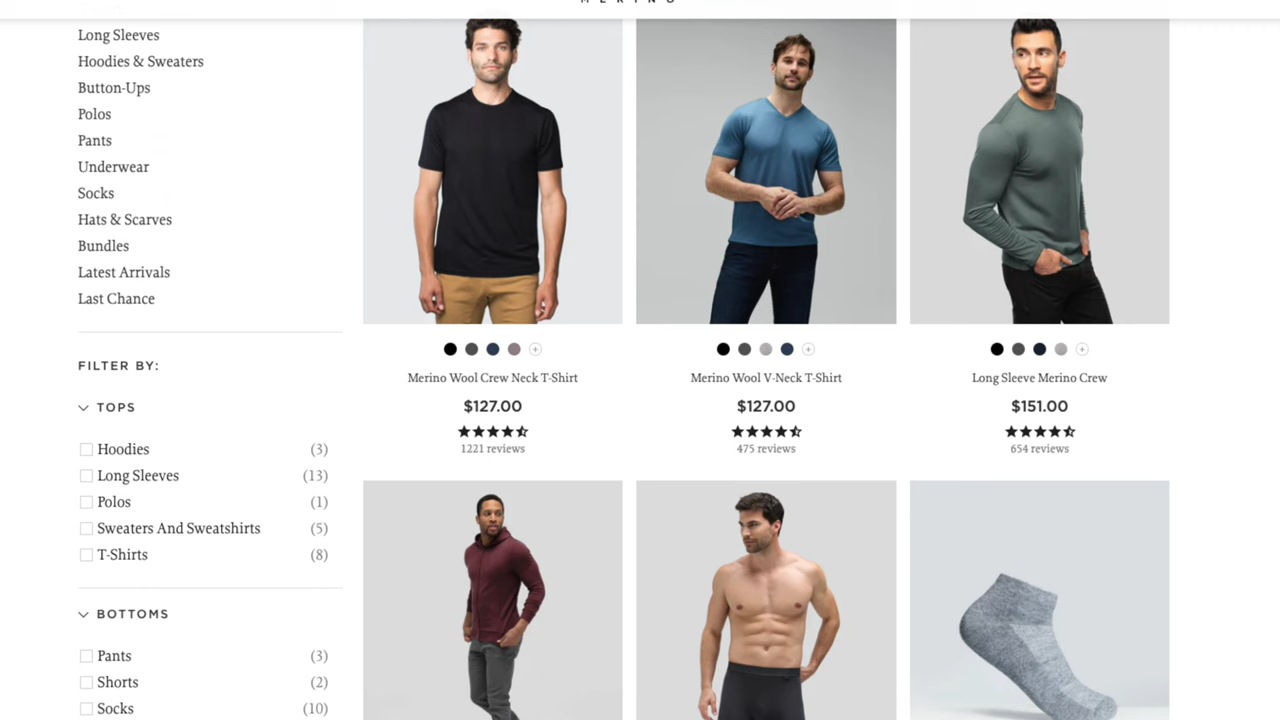 MERINO
Long Sleeves
Hoodies & Sweaters
Button-Ups
Polos
Pants
Underwear
Socks
Hats & Scarves
Bundles
Latest Arrivals
Last Chance
FILTER BY:
TOPS
Hoodies (3)
Long Sleeves (13)
Polos (1)
Sweaters And Sweatshirts (5)
T-Shirts (8)
BOTTOMS
Pants (3)
Shorts (2)
Socks (10)
Merino Wool Crew Neck T-Shirt
$127.00
1221 reviews
Merino Wool V-Neck T-Shirt
$127.00
475 reviews
Long Sleeve Merino Crew
$151.00
654 reviews